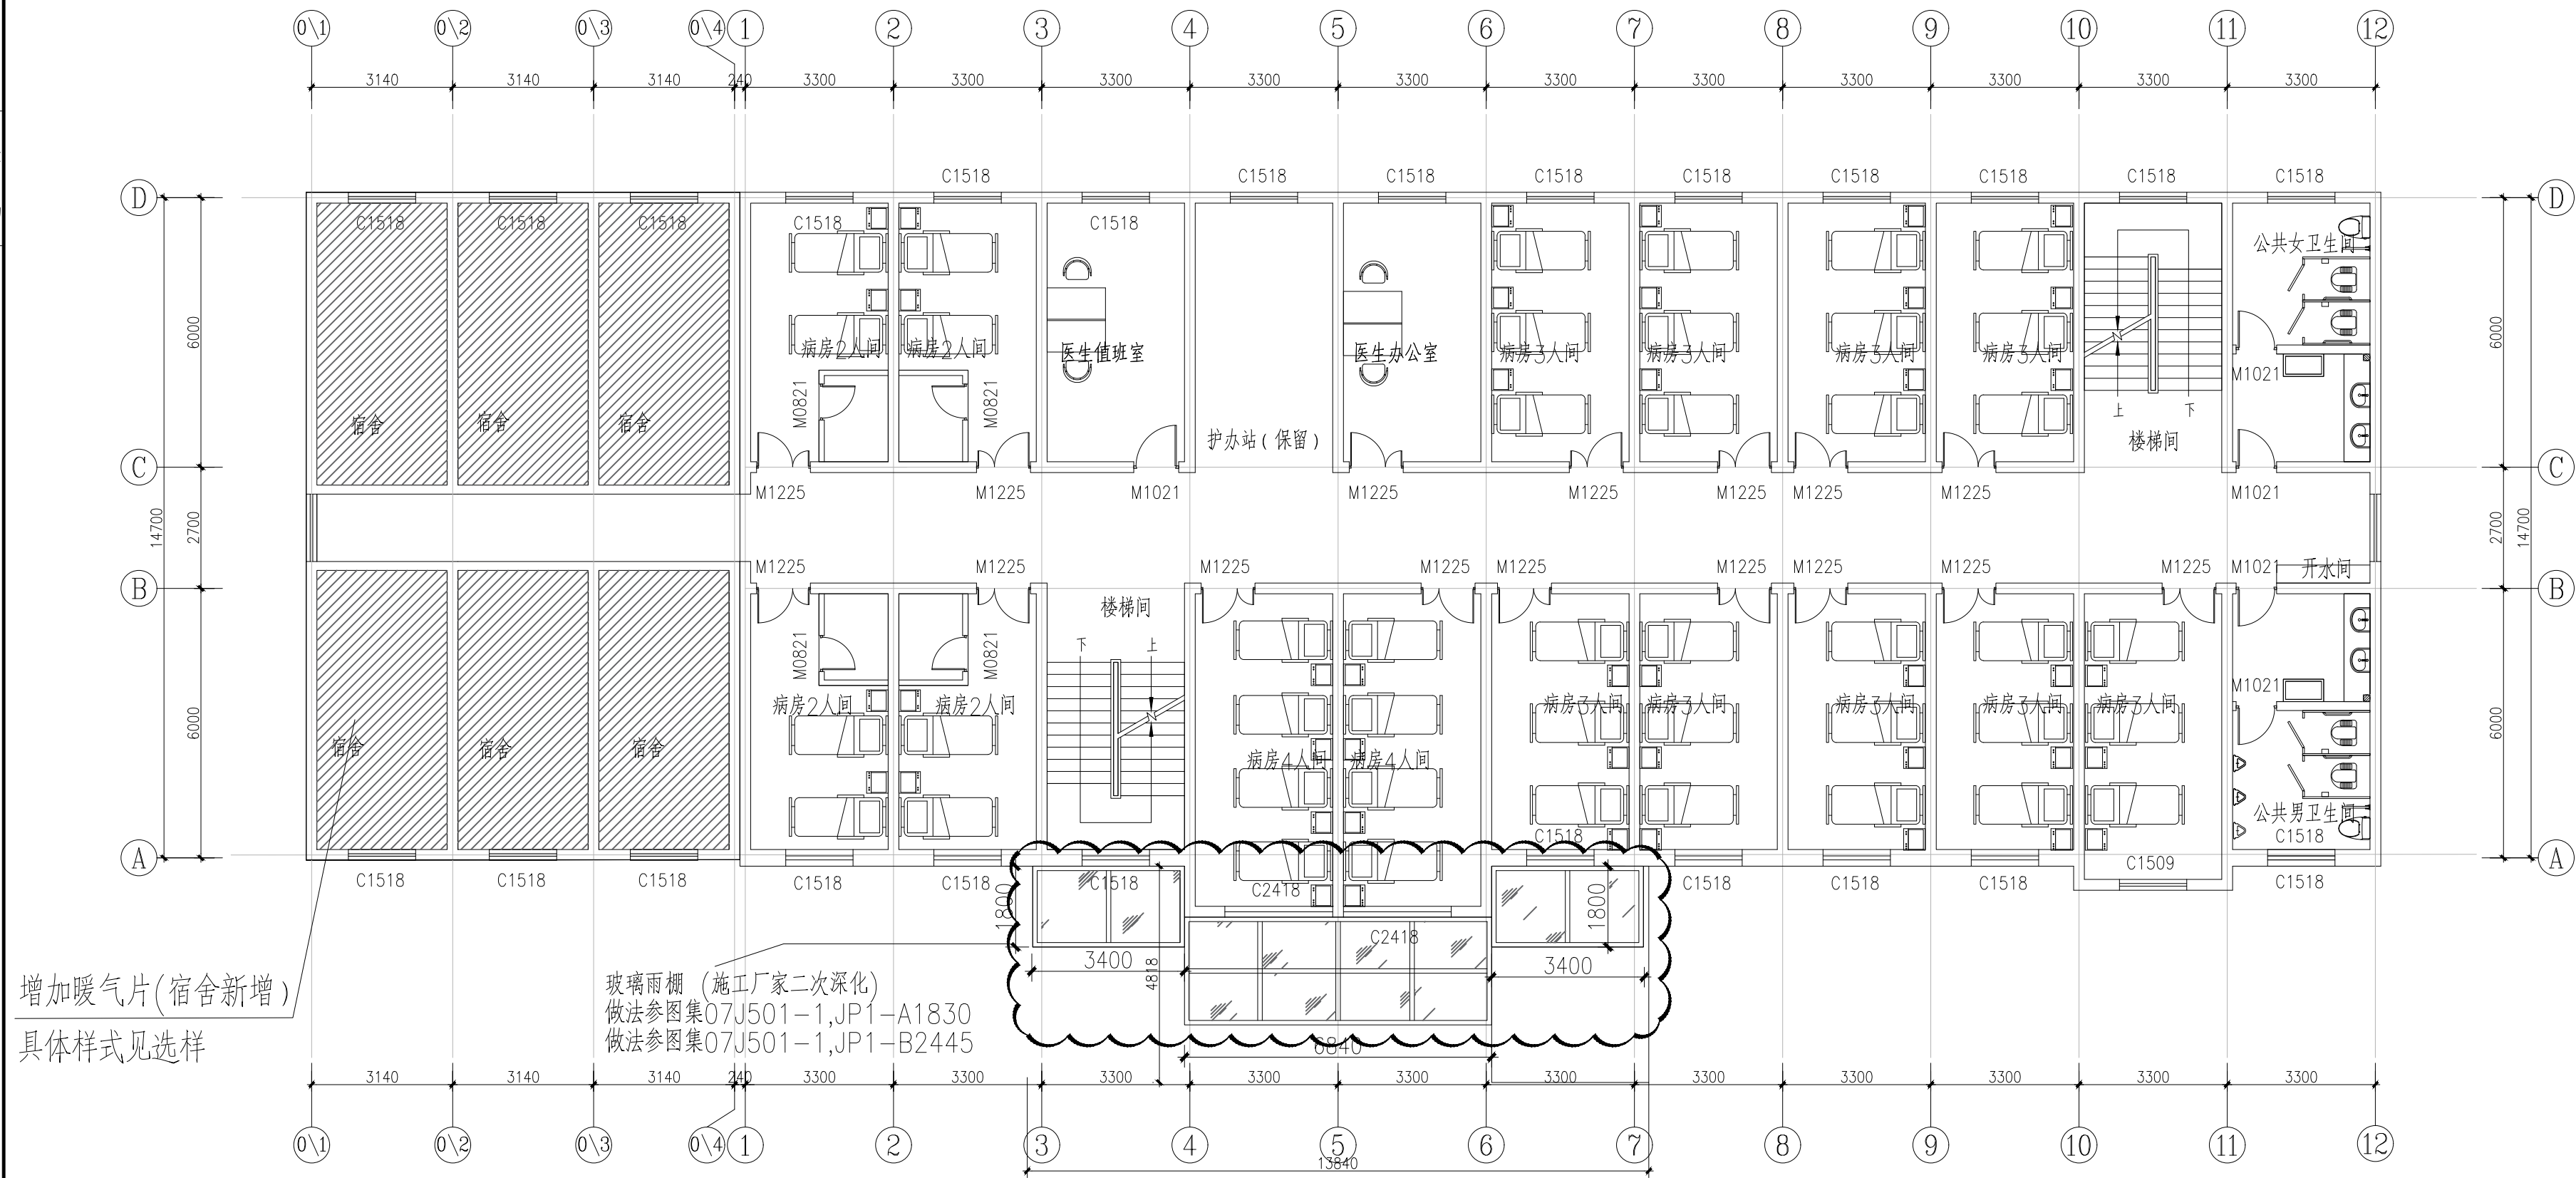 0\1 0\2 0\3 0\4 1 2 3 4 5 6 7 8 9 10 11 12
3140 3140 3140 240 3300 3300 3300 3300 3300 3300 3300 3300 3300 3300 3300
C1518 C1518 C1518 C1518 C1518 C1518 C1518 C1518 C1518
D D
C1518 C1518 C1518 C1518 C1518
公共女卫生间
6000 6000
病房2人间 病房2人间 医生值班室 医生办公室 病房3人间 病房3人间 病房3人间 病房3人间
M1021
M0821 M0821
上 下
宿舍 宿舍 宿舍
护办站(保留) 楼梯间
C C
M1225 M1225 M1021 M1225 M1225 M1225 M1225 M1225 M1021
14700 2700 2700 14700
M1225 M1225 M1225 M1225 M1225 M1225 M1225 M1225 M1225 M1021 开水间
B B
楼梯间
下 上
M0821 M0821
M1021
病房2人间 病房2人间 病房3人间 病房3人间 病房3人间 病房3人间 病房3人间
6000 6000
宿舍 宿舍 宿舍
病房4人间 病房4人间
公共男卫生间
C1518 C1518
A A
C1509
C1518 C1518 C1518 C1518 C1518 C1518 C2418 C1518 C1518 C1518 C1518
1800 1800
C2418
3400 3400
4818
增加暖气片(宿舍新增)
具体样式见选样
玻璃雨棚 (施工厂家二次深化)
做法参图集07J501-1,JP1-A1830
做法参图集07J501-1,JP1-B2445
6840
3140 3140 3140 240 3300 3300 3300 3300 3300 3300 3300 3300 3300 3300 3300
0\1 0\2 0\3 0\4 1 2 3 4 5 6 7 8 9 10 11 12
13840